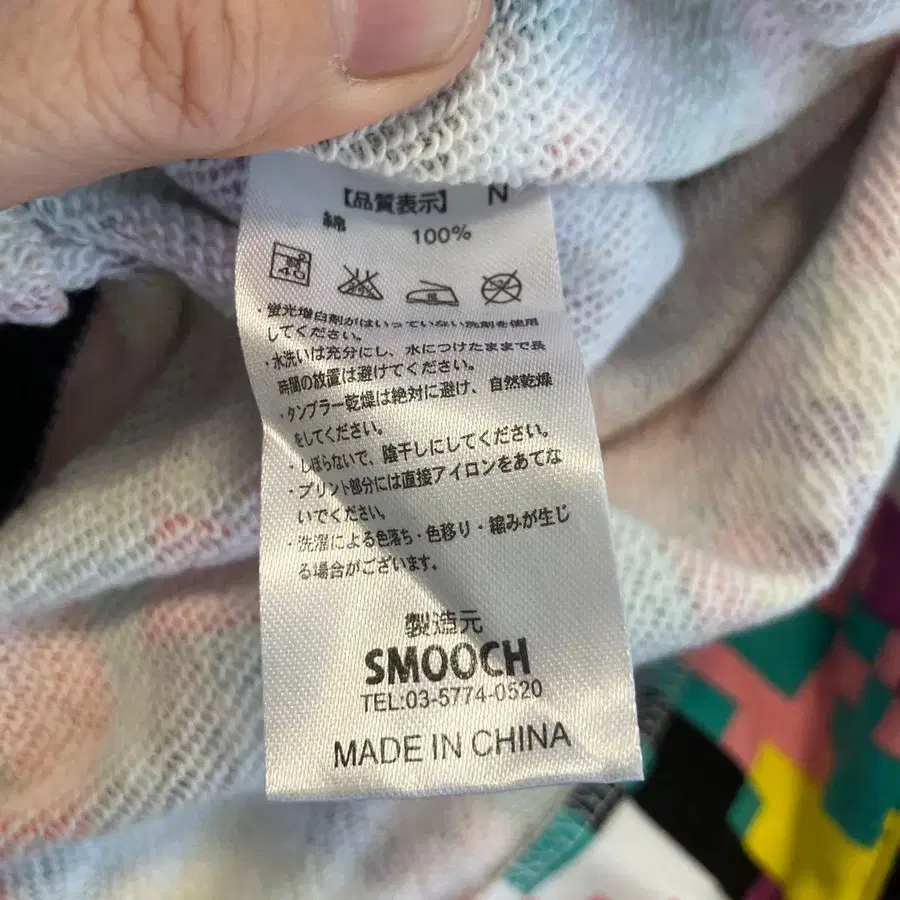 【品質表示】 N
綿 100%
40
・蛍光増白剤がはいっていない洗剤を使用
してください。
・水洗いは充分にし、水につけたままで長
時間の放置は避けてください。
・タンブラー乾燥は絶対に避け、自然乾燥
をしてください。
・しぼらないで、陰干しにしてください。
・プリント部分には直接アイロンをあてな
いでください。
・洗濯による色落ち・色移り・縮みが生じ
る場合がございます。
製造元
SMOOCH
TEL:03-5774-0520
MADE IN CHINA